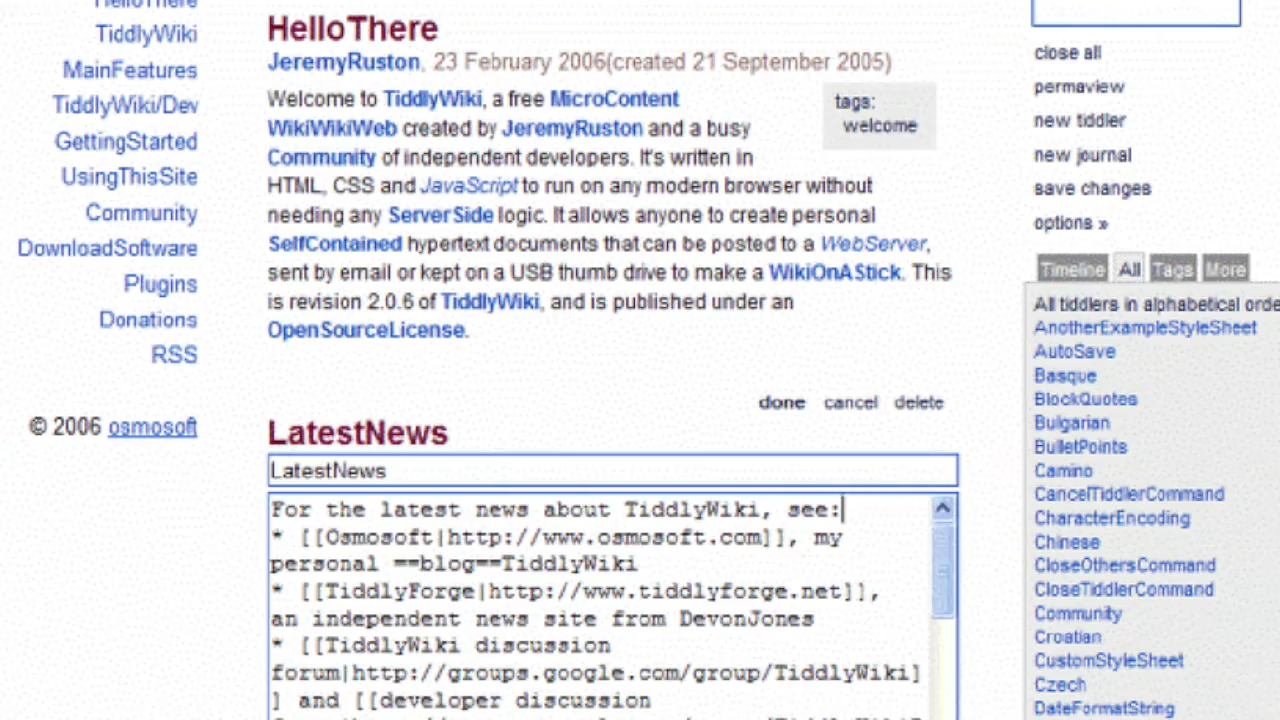 HelloThere
TiddlyWiki
MainFeatures
TiddlyWiki/Dev
GettingStarted
UsingThisSite
Community
DownloadSoftware
Plugins
Donations
RSS
© 2006 osmosoft
HelloThere
JeremyRuston, 23 February 2006(created 21 September 2005)
tags:
welcome
Welcome to TiddlyWiki, a free MicroContent
WikiWikiWeb created by JeremyRuston and a busy
Community of independent developers. It's written in
HTML, CSS and JavaScript to run on any modern browser without
needing any ServerSide logic. It allows anyone to create personal
SelfContained hypertext documents that can be posted to a WebServer,
sent by email or kept on a USB thumb drive to make a WikiOnAStick. This
is revision 2.0.6 of TiddlyWiki, and is published under an
OpenSourceLicense.
done cancel delete
LatestNews
LatestNews
For the latest news about TiddlyWiki, see:
* [[Osmosoft|http://www.osmosoft.com]], my
personal ==blog==TiddlyWiki
* [[TiddlyForge|http://www.tiddlyforge.net]],
an independent news site from DevonJones
* [[TiddlyWiki discussion
forum|http://groups.google.com/group/TiddlyWiki]
] and [[developer discussion
close all
permaview
new tiddler
new journal
save changes
options »
Timeline All Tags More
All tiddlers in alphabetical orde
AnotherExampleStyleSheet
AutoSave
Basque
BlockQuotes
Bulgarian
BulletPoints
Camino
CancelTiddlerCommand
CharacterEncoding
Chinese
CloseOthersCommand
CloseTiddlerCommand
Community
Croatian
CustomStyleSheet
Czech
DateFormatString